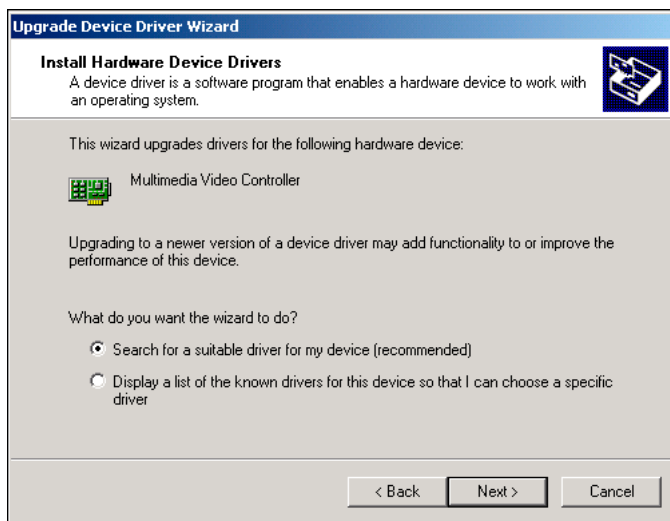 Upgrade Device Driver Wizard
Install Hardware Device Drivers
A device driver is a software program that enables a hardware device to work with
an operating system.
This wizard upgrades drivers for the following hardware device:
Multimedia Video Controller
Upgrading to a newer version of a device driver may add functionality to or improve the
performance of this device.
What do you want the wizard to do?
Search for a suitable driver for my device (recommended)
Display a list of the known drivers for this device so that I can choose a specific
driver
< Back
Next >
Cancel